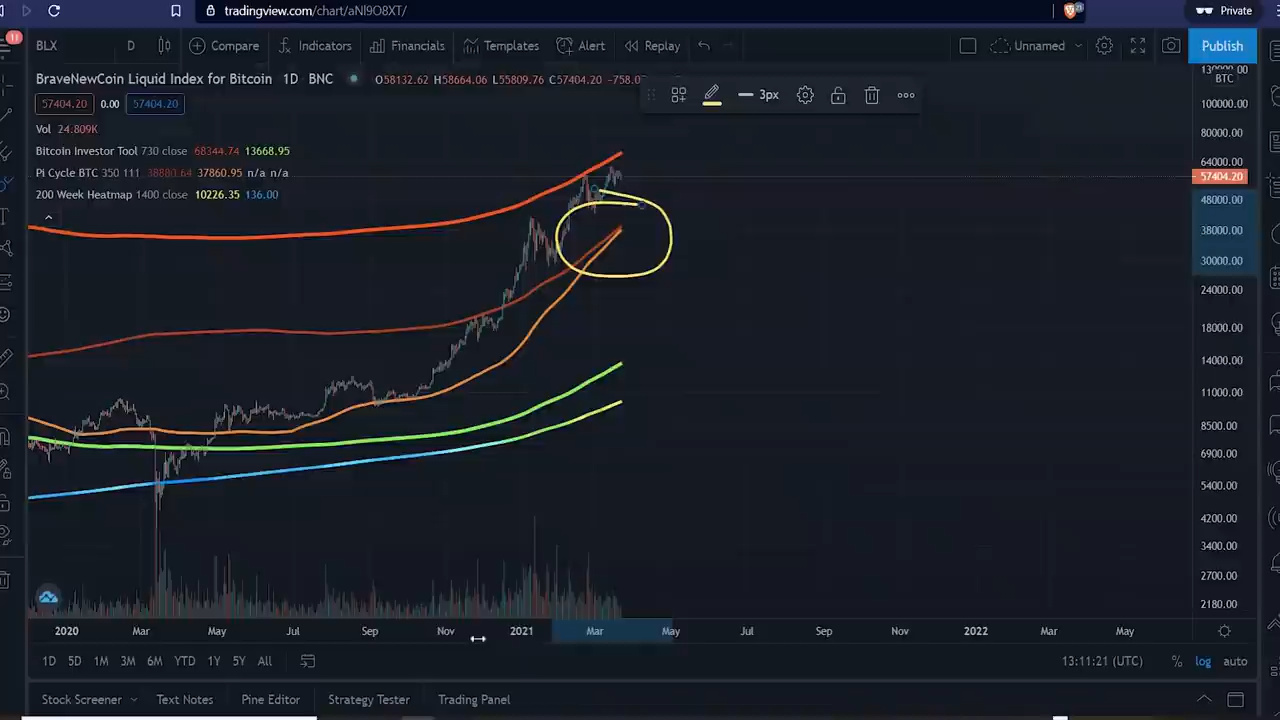 tradingview.com/chart/aNl9O8XT/
21
Private
11
BLX D Compare Indicators Financials Templates Alert Replay Unnamed Publish
BraveNewCoin Liquid Index for Bitcoin 1D BNC O58132.62 H58664.06 L55809.76 C57404.20
3px
57404.20 0.00 57404.20
Vol 24.809K
Bitcoin Investor Tool 730 close 68344.74 13668.95
Pi Cycle BTC 350 111 38880.64 37860.95 n/a n/a
200 Week Heatmap 1400 close 10226.35 136.00
130000.00
BTC
100000.00
80000.00
64000.00
57404.20
48000.00
38000.00
30000.00
24000.00
18000.00
14000.00
11000.00
8500.00
6900.00
5400.00
4200.00
3400.00
2700.00
2180.00
2020 Mar May Jul Sep Nov 2021 Mar May Jul Sep Nov 2022 Mar May
1D 5D 1M 3M 6M YTD 1Y 5Y All 13:11:21 (UTC) % log auto
Stock Screener Text Notes Pine Editor Strategy Tester Trading Panel